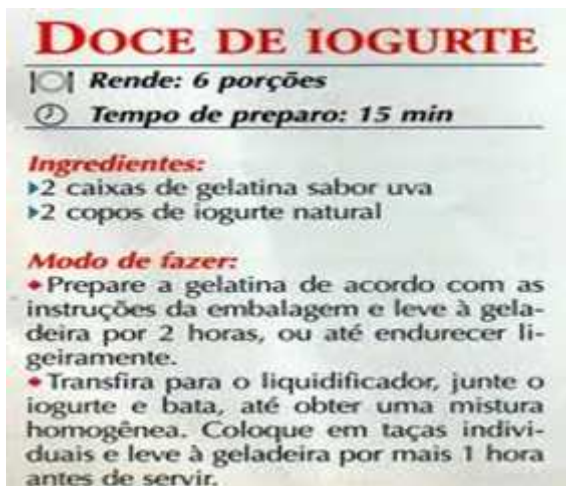 DOCE DE IOGURTE
Rende: 6 porções
Tempo de preparo: 15 min
Ingredientes:
2 caixas de gelatina sabor uva
2 copos de iogurte natural
Modo de fazer:
Prepare a gelatina de acordo com as
instruções da embalagem e leve à gela-
deira por 2 horas, ou até endurecer li-
geiramente.
Transfira para o liquidificador, junte o
iogurte e bata, até obter uma mistura
homogênea. Coloque em taças indivi-
duais e leve à geladeira por mais 1 hora
antes de servir.